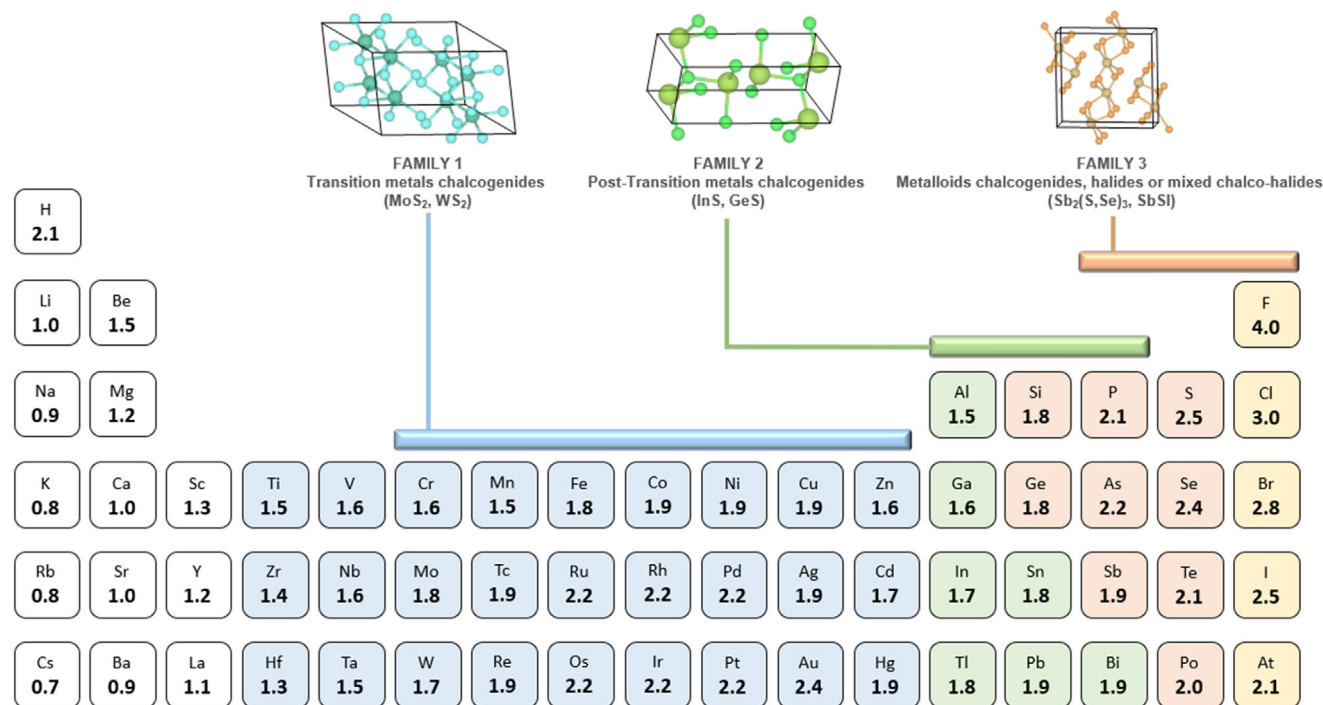 FAMILY 1
Transition metals chalcogenides
(MoS₂, WS₂)
FAMILY 2
Post-Transition metals chalcogenides
(InS, GeS)
FAMILY 3
Metalloids chalcogenides, halides or mixed chalco-halides
(Sb₂(S,Se)₃, SbSI)
H
2.1
Li Be F
1.0 1.5 4.0
Na Mg Al Si P S Cl
0.9 1.2 1.5 1.8 2.1 2.5 3.0
K Ca Sc Ti V Cr Mn Fe Co Ni Cu Zn Ga Ge As Se Br
0.8 1.0 1.3 1.5 1.6 1.6 1.5 1.8 1.9 1.9 1.9 1.6 1.6 1.8 2.2 2.4 2.8
Rb Sr Y Zr Nb Mo Tc Ru Rh Pd Ag Cd In Sn Sb Te I
0.8 1.0 1.2 1.4 1.6 1.8 1.9 2.2 2.2 2.2 1.9 1.7 1.7 1.8 1.9 2.1 2.5
Cs Ba La Hf Ta W Re Os Ir Pt Au Hg Tl Pb Bi Po At
0.7 0.9 1.1 1.3 1.5 1.7 1.9 2.2 2.2 2.2 2.4 1.9 1.8 1.9 1.9 2.0 2.1